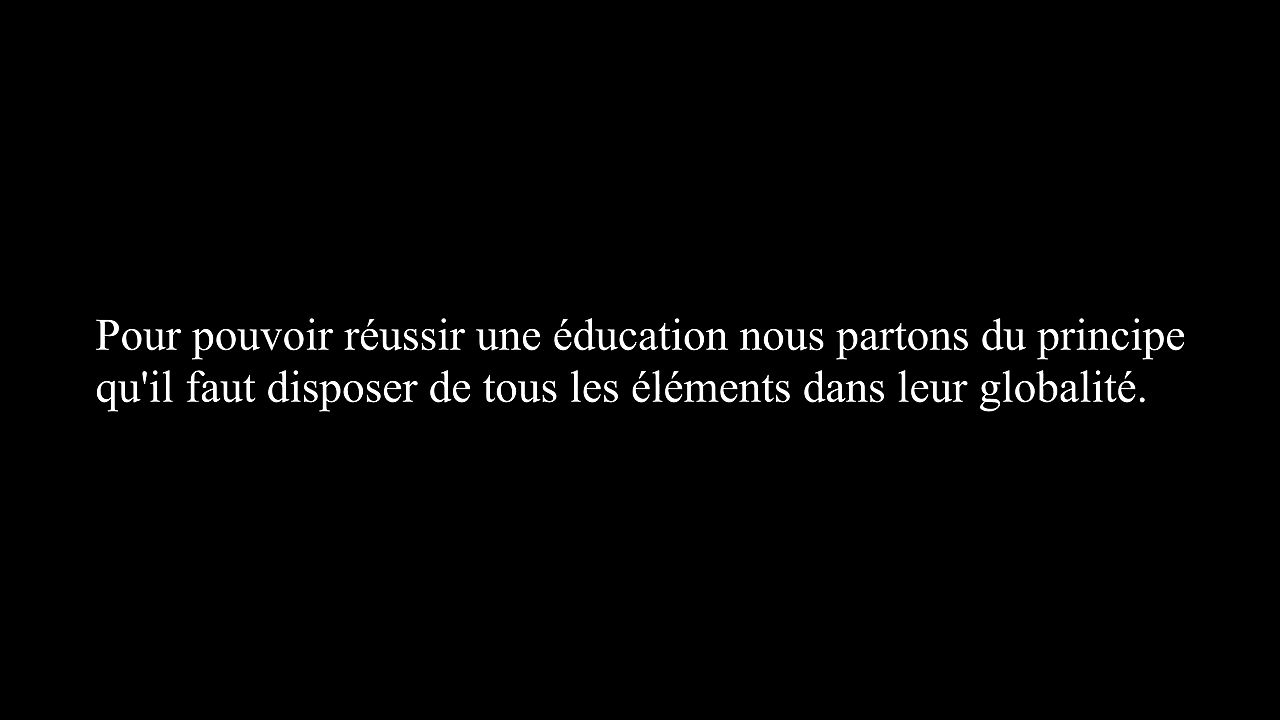 Pour pouvoir réussir une éducation nous partons du principe
qu'il faut disposer de tous les éléments dans leur globalité.